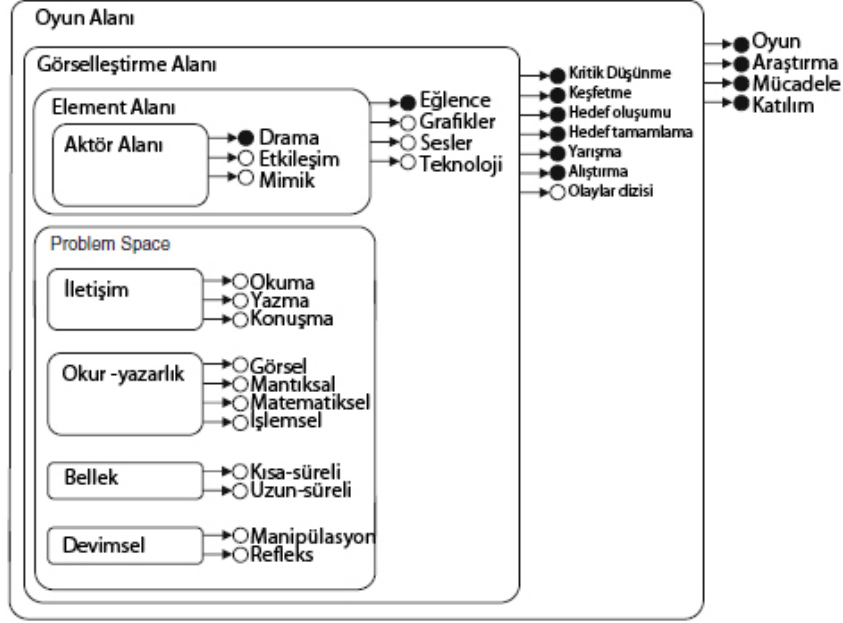 Oyun Alanı
Görselleştirme Alanı
Element Alanı
Aktör Alanı
Drama
Etkileşim
Mimik
Eğlence
Grafikler
Sesler
Teknoloji
Kritik Düşünme
Keşfetme
Hedef oluşumu
Hedef tamamlama
Yarışma
Alıştırma
Olaylar dizisi
Oyun
Araştırma
Mücadele
Katılım
Problem Space
İletişim
Okuma
Yazma
Konuşma
Okur -yazarlık
Görsel
Mantıksal
Matematiksel
İşlemsel
Bellek
Kısa-süreli
Uzun-süreli
Devimsel
Manipülasyon
Refleks